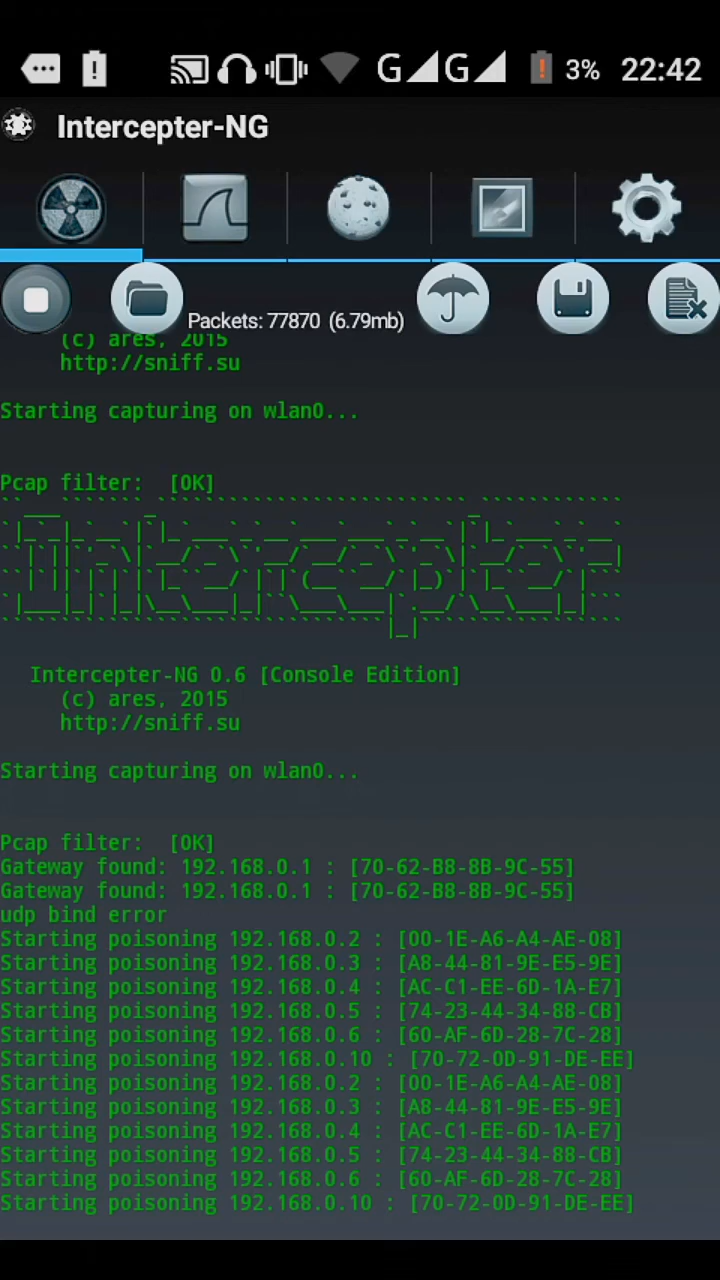 G G 3% 22:42
Intercepter-NG
Packets: 77870 (6.79mb)
(c) ares, 2015
http://sniff.su
Starting capturing on wlan0...
Pcap filter: [OK]
Intercepter
Intercepter-NG 0.6 [Console Edition]
(c) ares, 2015
http://sniff.su
Starting capturing on wlan0...
Pcap filter: [OK]
Gateway found: 192.168.0.1 : [70-62-B8-8B-9C-55]
Gateway found: 192.168.0.1 : [70-62-B8-8B-9C-55]
udp bind error
Starting poisoning 192.168.0.2 : [00-1E-A6-A4-AE-08]
Starting poisoning 192.168.0.3 : [A8-44-81-9E-E5-9E]
Starting poisoning 192.168.0.4 : [AC-C1-EE-6D-1A-E7]
Starting poisoning 192.168.0.5 : [74-23-44-34-88-CB]
Starting poisoning 192.168.0.6 : [60-AF-6D-28-7C-28]
Starting poisoning 192.168.0.10 : [70-72-0D-91-DE-EE]
Starting poisoning 192.168.0.2 : [00-1E-A6-A4-AE-08]
Starting poisoning 192.168.0.3 : [A8-44-81-9E-E5-9E]
Starting poisoning 192.168.0.4 : [AC-C1-EE-6D-1A-E7]
Starting poisoning 192.168.0.5 : [74-23-44-34-88-CB]
Starting poisoning 192.168.0.6 : [60-AF-6D-28-7C-28]
Starting poisoning 192.168.0.10 : [70-72-0D-91-DE-EE]